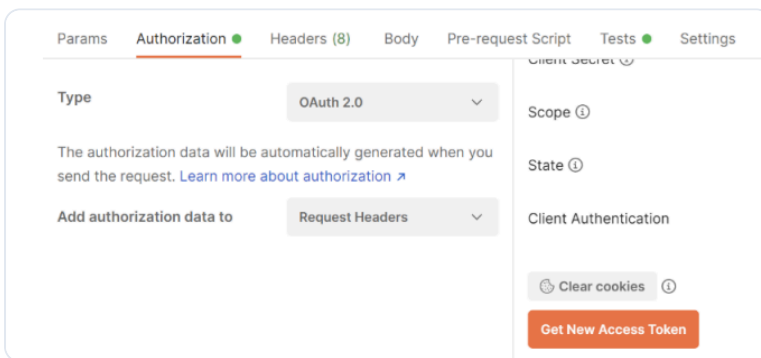 Params Authorization Headers (8) Body Pre-request Script Tests Settings
Client Secret
Type OAuth 2.0
Scope
The authorization data will be automatically generated when you
send the request. Learn more about authorization ↗
State
Add authorization data to Request Headers
Client Authentication
Clear cookies
Get New Access Token